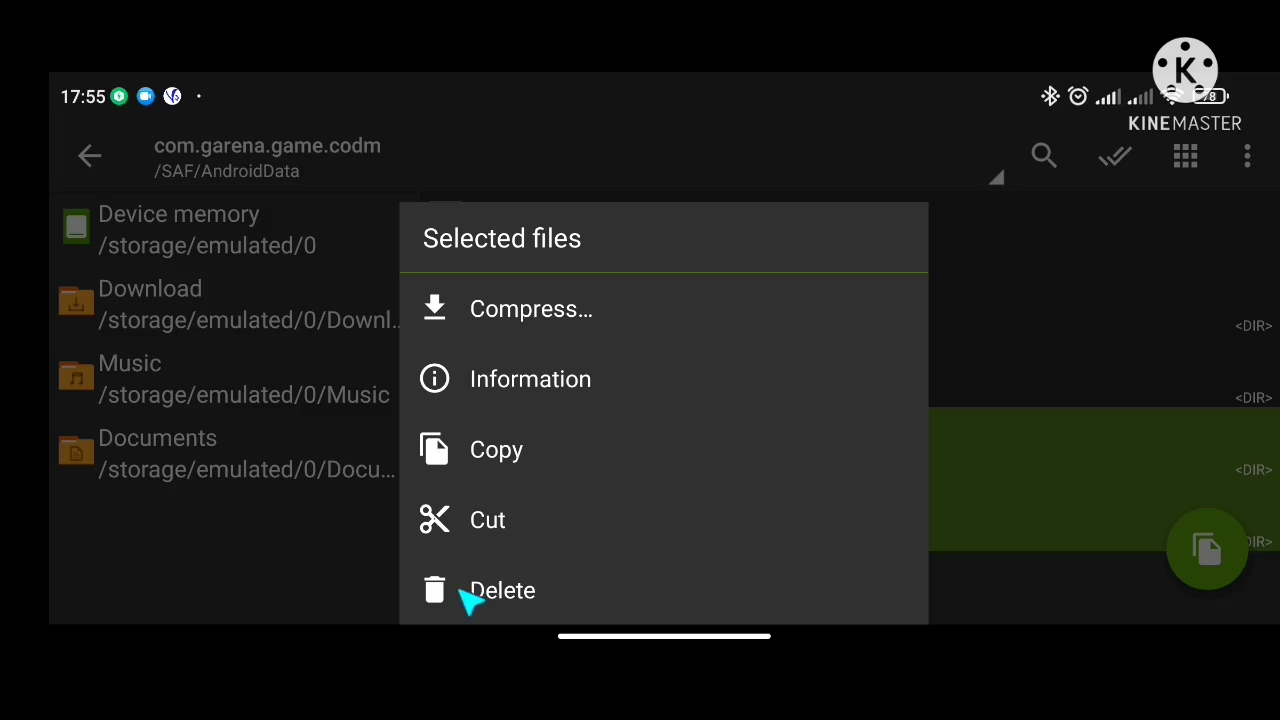 17:55
78
KINEMASTER
com.garena.game.codm
/SAF/AndroidData
Device memory
/storage/emulated/0
Download
/storage/emulated/0/Downl...
Music
/storage/emulated/0/Music
Documents
/storage/emulated/0/Docu...
Selected files
Compress...
Information
Copy
Cut
Delete
<DIR>
<DIR>
<DIR>
DIR>